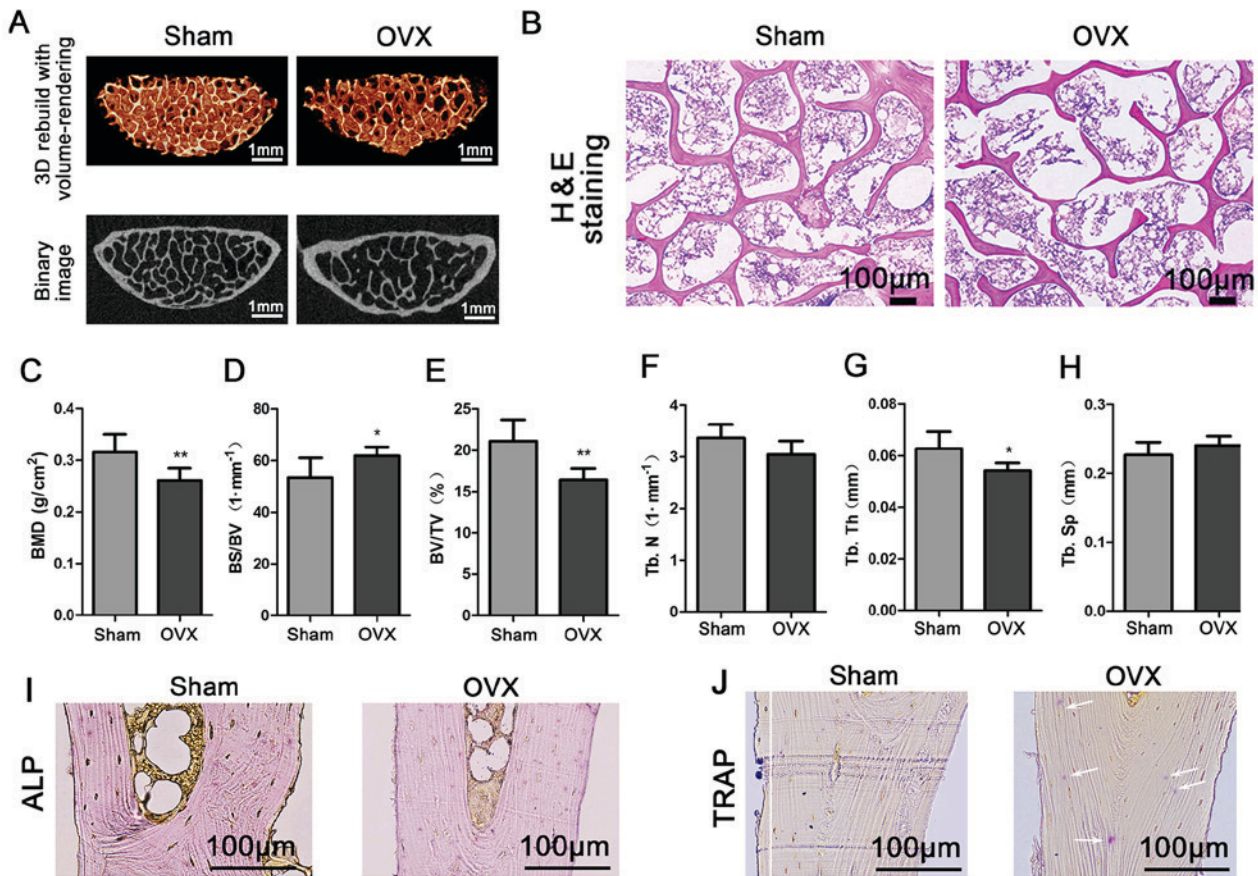 A
Sham
OVX
3D rebuild with
volume-rendering
1mm
1mm
Binary
image
1mm
1mm
B
Sham
OVX
H&E
staining
100μm
100μm
C
BMD (g/cm²)
0.4
0.3
0.2
0.1
0.0
**
Sham
OVX
D
BS/BV (1·mm⁻¹)
80
60
40
20
0
*
Sham
OVX
E
BV/TV (%)
25
20
15
10
5
0
**
Sham
OVX
F
Tb. N (1·mm⁻¹)
4
3
2
1
0
Sham
OVX
G
Tb. Th (mm)
0.08
0.06
0.04
0.02
0.00
*
Sham
OVX
H
Tb. Sp (mm)
0.3
0.2
0.1
0.0
Sham
OVX
I
Sham
OVX
ALP
100μm
100μm
J
Sham
OVX
TRAP
100μm
100μm